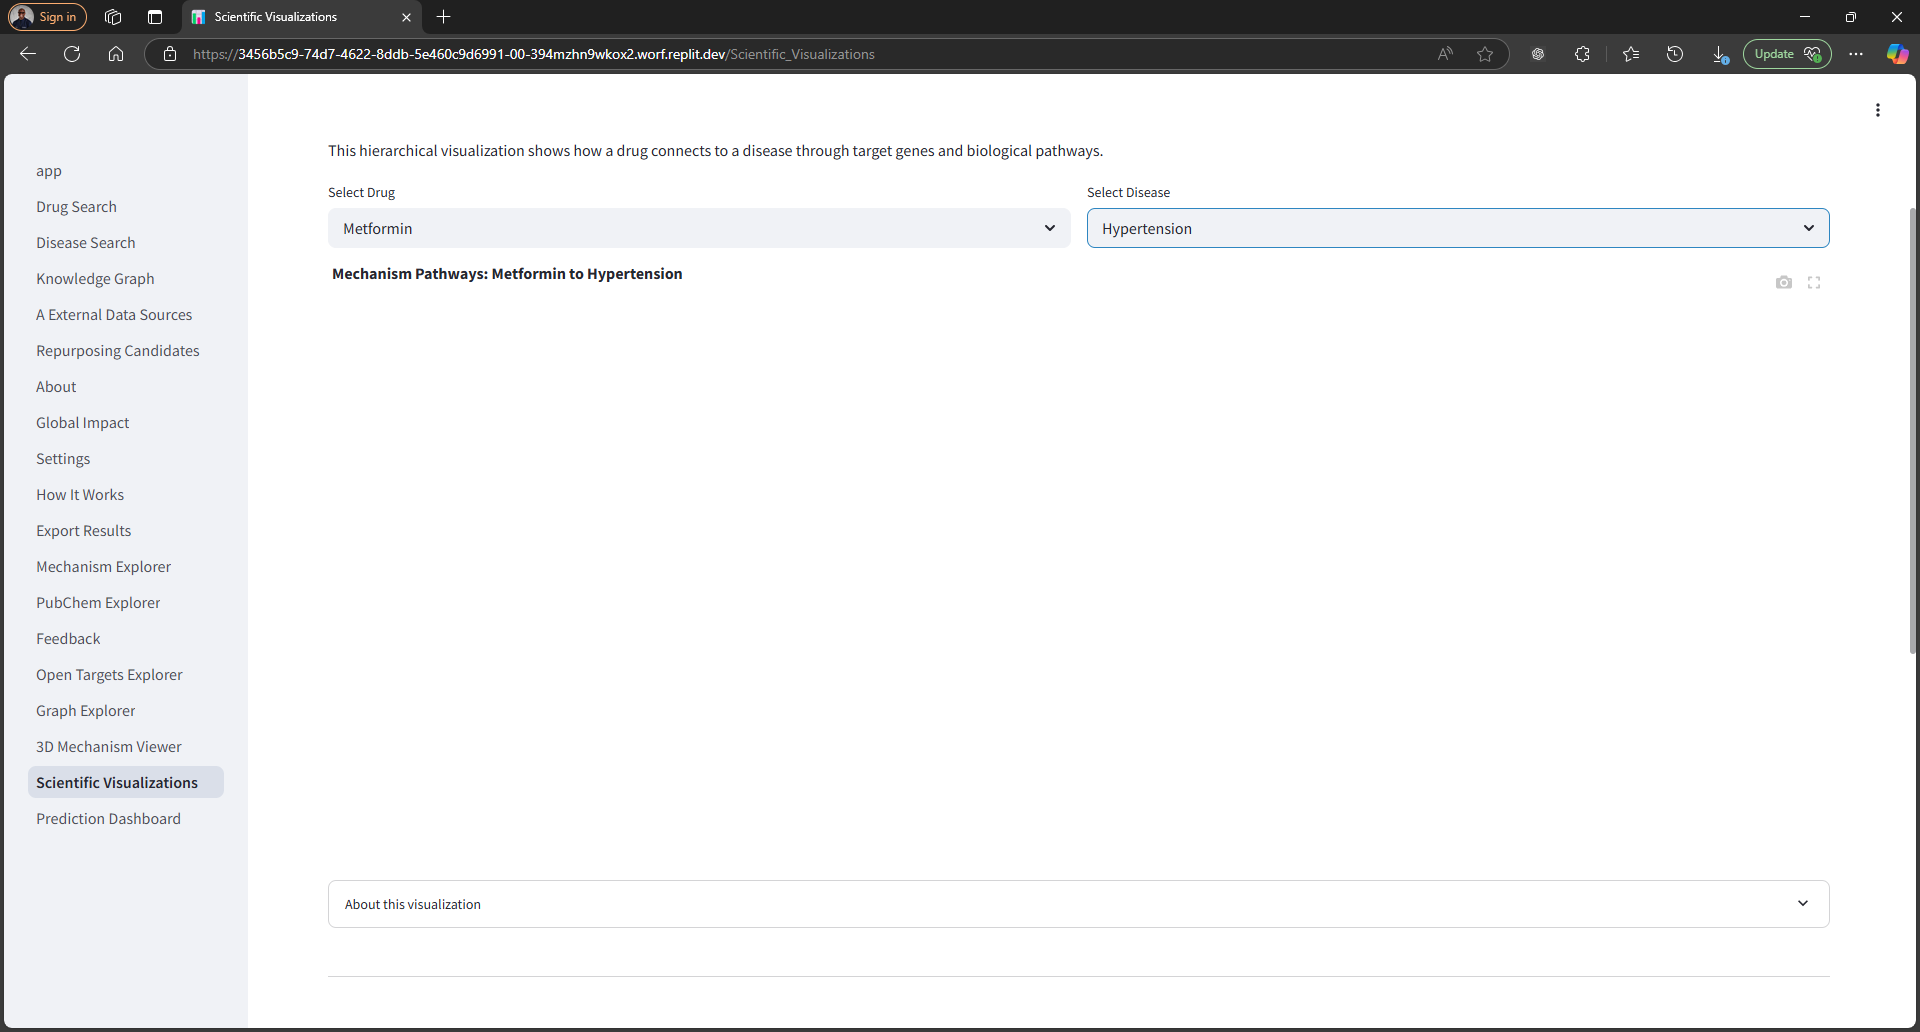 Sign in
Scientific Visualizations
https://3456b5c9-74d7-4622-8ddb-5e460c9d6991-00-394mzhn9wkox2.worf.replit.dev/Scientific_Visualizations
Update
app
Drug Search
Disease Search
Knowledge Graph
A External Data Sources
Repurposing Candidates
About
Global Impact
Settings
How It Works
Export Results
Mechanism Explorer
PubChem Explorer
Feedback
Open Targets Explorer
Graph Explorer
3D Mechanism Viewer
Scientific Visualizations
Prediction Dashboard
This hierarchical visualization shows how a drug connects to a disease through target genes and biological pathways.
Select Drug
Metformin
Select Disease
Hypertension
Mechanism Pathways: Metformin to Hypertension
About this visualization